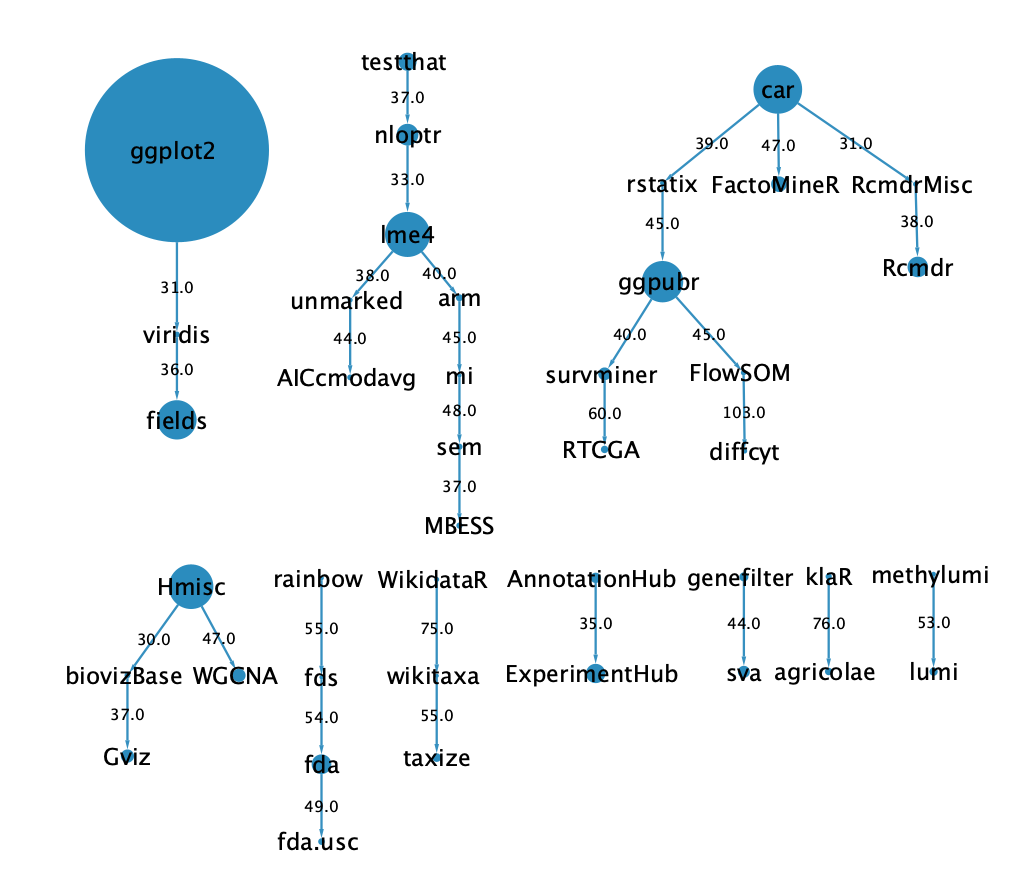 testthat
37.0
nloptr
33.0
lme4
38.0 40.0
unmarked arm
44.0 45.0
AICcmodavg mi
48.0
sem
37.0
MBESS
ggplot2
31.0
viridis
36.0
fields
car
39.0 47.0 31.0
rstatix FactoMineR RcmdrMisc
45.0 38.0
ggpubr Rcmdr
40.0 45.0
survminer FlowSOM
60.0 103.0
RTCGA diffcyt
Hmisc
30.0 47.0
biovizBase WGCNA
37.0
Gviz
rainbow
55.0
fds
54.0
fda
49.0
fda.usc
WikidataR
75.0
wikitaxa
55.0
taxize
AnnotationHub
35.0
ExperimentHub
genefilter
44.0
sva
klaR
76.0
agricolae
methylumi
53.0
lumi